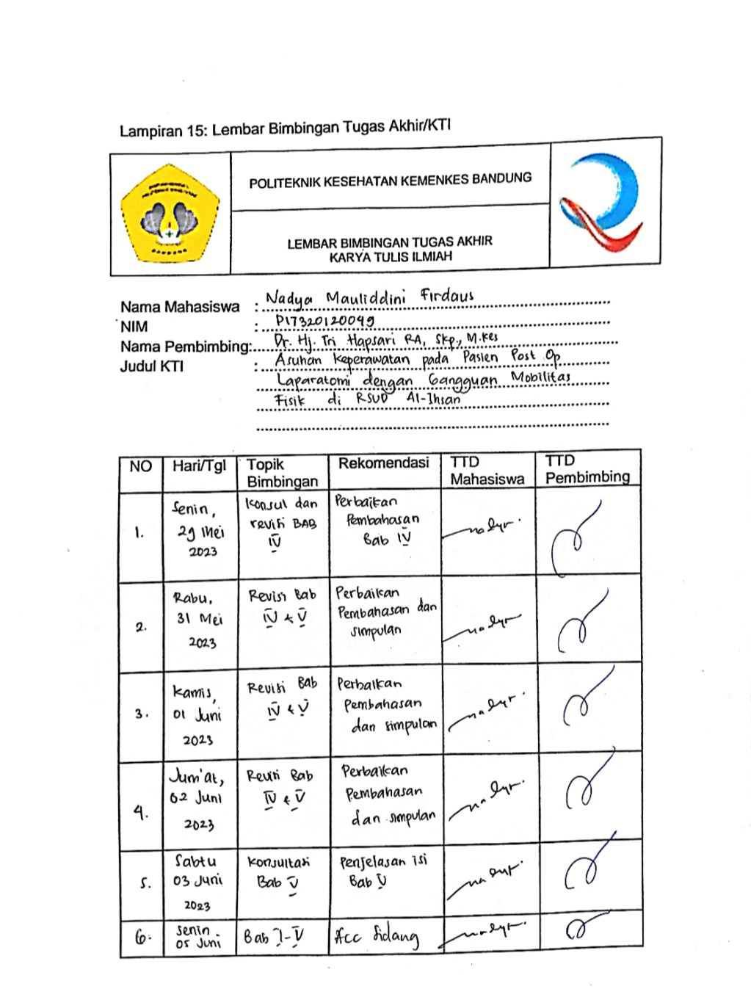 Lampiran 15: Lembar Bimbingan Tugas Akhir/KTI
POLITEKNIK KESEHATAN KEMENKES BANDUNG
LEMBAR BIMBINGAN TUGAS AKHIR
KARYA TULIS ILMIAH
Nama Mahasiswa : Nadya Mauliddini Firdaus
NIM : P17320120049
Nama Pembimbing: Dr. Hj. Tri Hapsari RA, Skp., M.kes
Judul KTI : Asuhan Keperawatan pada Pasien Post Op
Laparatomi dengan Gangguan Mobilitas
Fisik di RSUD Al-Ihsan
NO Hari/Tgl Topik Bimbingan Rekomendasi TTD Mahasiswa TTD Pembimbing
1. Senin, 29 Mei 2023 Konsul dan revisi BAB IV Perbaikan Pembahasan Bab IV
2. Rabu, 31 Mei 2023 Revisi Bab IV & V Perbaikan Pembahasan dan simpulan
3. Kamis, 01 Juni 2023 Revisi Bab IV & V Perbaikan Pembahasan dan simpulan
4. Jum'at, 02 Juni 2023 Revisi Bab IV & V Perbaikan Pembahasan dan simpulan
5. Sabtu 03 Juni 2023 Konsultasi Bab V Penjelasan isi Bab V
6. Senin. 05 Juni Bab I-V Acc Sidang